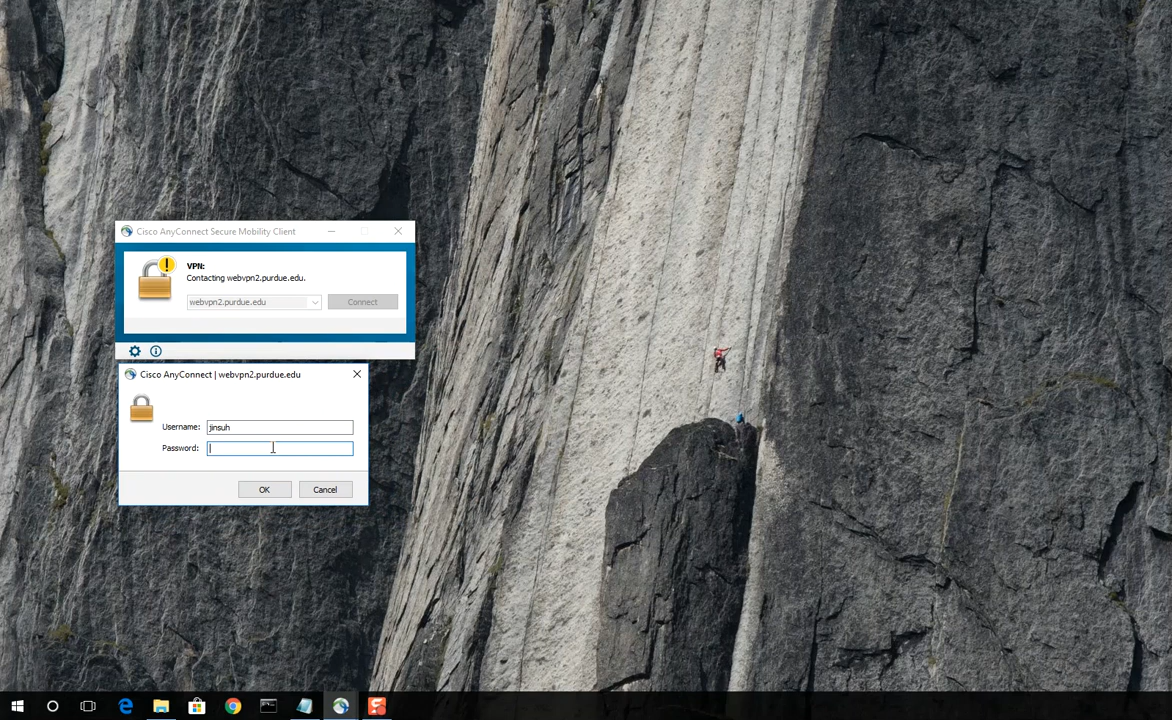 Cisco AnyConnect Secure Mobility Client
VPN:
Contacting webvpn2.purdue.edu.
webvpn2.purdue.edu
Connect
Cisco AnyConnect | webvpn2.purdue.edu
Username: jinsuh
Password:
OK Cancel